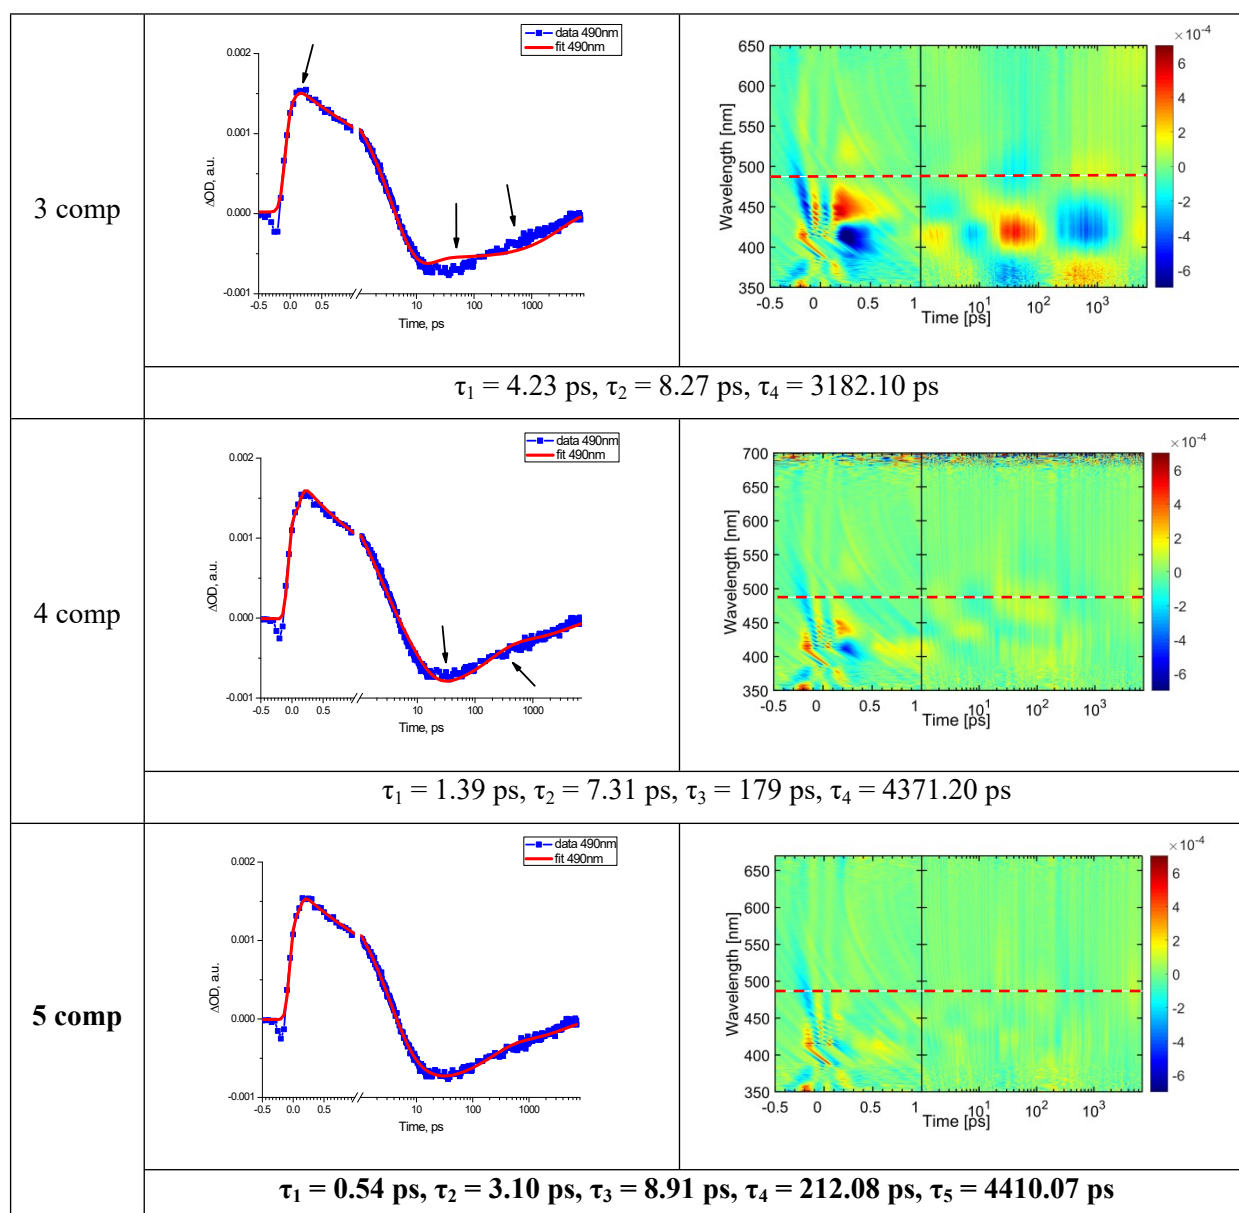 3 comp
data 490nm
fit 490nm
0.002
0.001
0.000
-0.001
ΔOD, a.u.
-0.5 0.0 0.5 10 100 1000
Time, ps
×10⁻⁴
650
600
550
500
450
400
350
Wavelength [nm]
6
4
2
0
-2
-4
-6
-0.5 0 0.5 1 10¹ 10² 10³
Time [ps]
τ₁ = 4.23 ps, τ₂ = 8.27 ps, τ₄ = 3182.10 ps
4 comp
data 490nm
fit 490nm
0.002
0.001
0.000
-0.001
ΔOD, a.u.
-0.5 0.0 0.5 10 100 1000
Time, ps
×10⁻⁴
700
650
600
550
500
450
400
350
Wavelength [nm]
6
4
2
0
-2
-4
-6
-0.5 0 0.5 1 10¹ 10² 10³
Time [ps]
τ₁ = 1.39 ps, τ₂ = 7.31 ps, τ₃ = 179 ps, τ₄ = 4371.20 ps
5 comp
data 490nm
fit 490nm
0.002
0.001
0.000
-0.001
ΔOD, a.u.
-0.5 0.0 0.5 10 100 1000
Time, ps
×10⁻⁴
650
600
550
500
450
400
350
Wavelength [nm]
6
4
2
0
-2
-4
-6
-0.5 0 0.5 1 10¹ 10² 10³
Time [ps]
τ₁ = 0.54 ps, τ₂ = 3.10 ps, τ₃ = 8.91 ps, τ₄ = 212.08 ps, τ₅ = 4410.07 ps